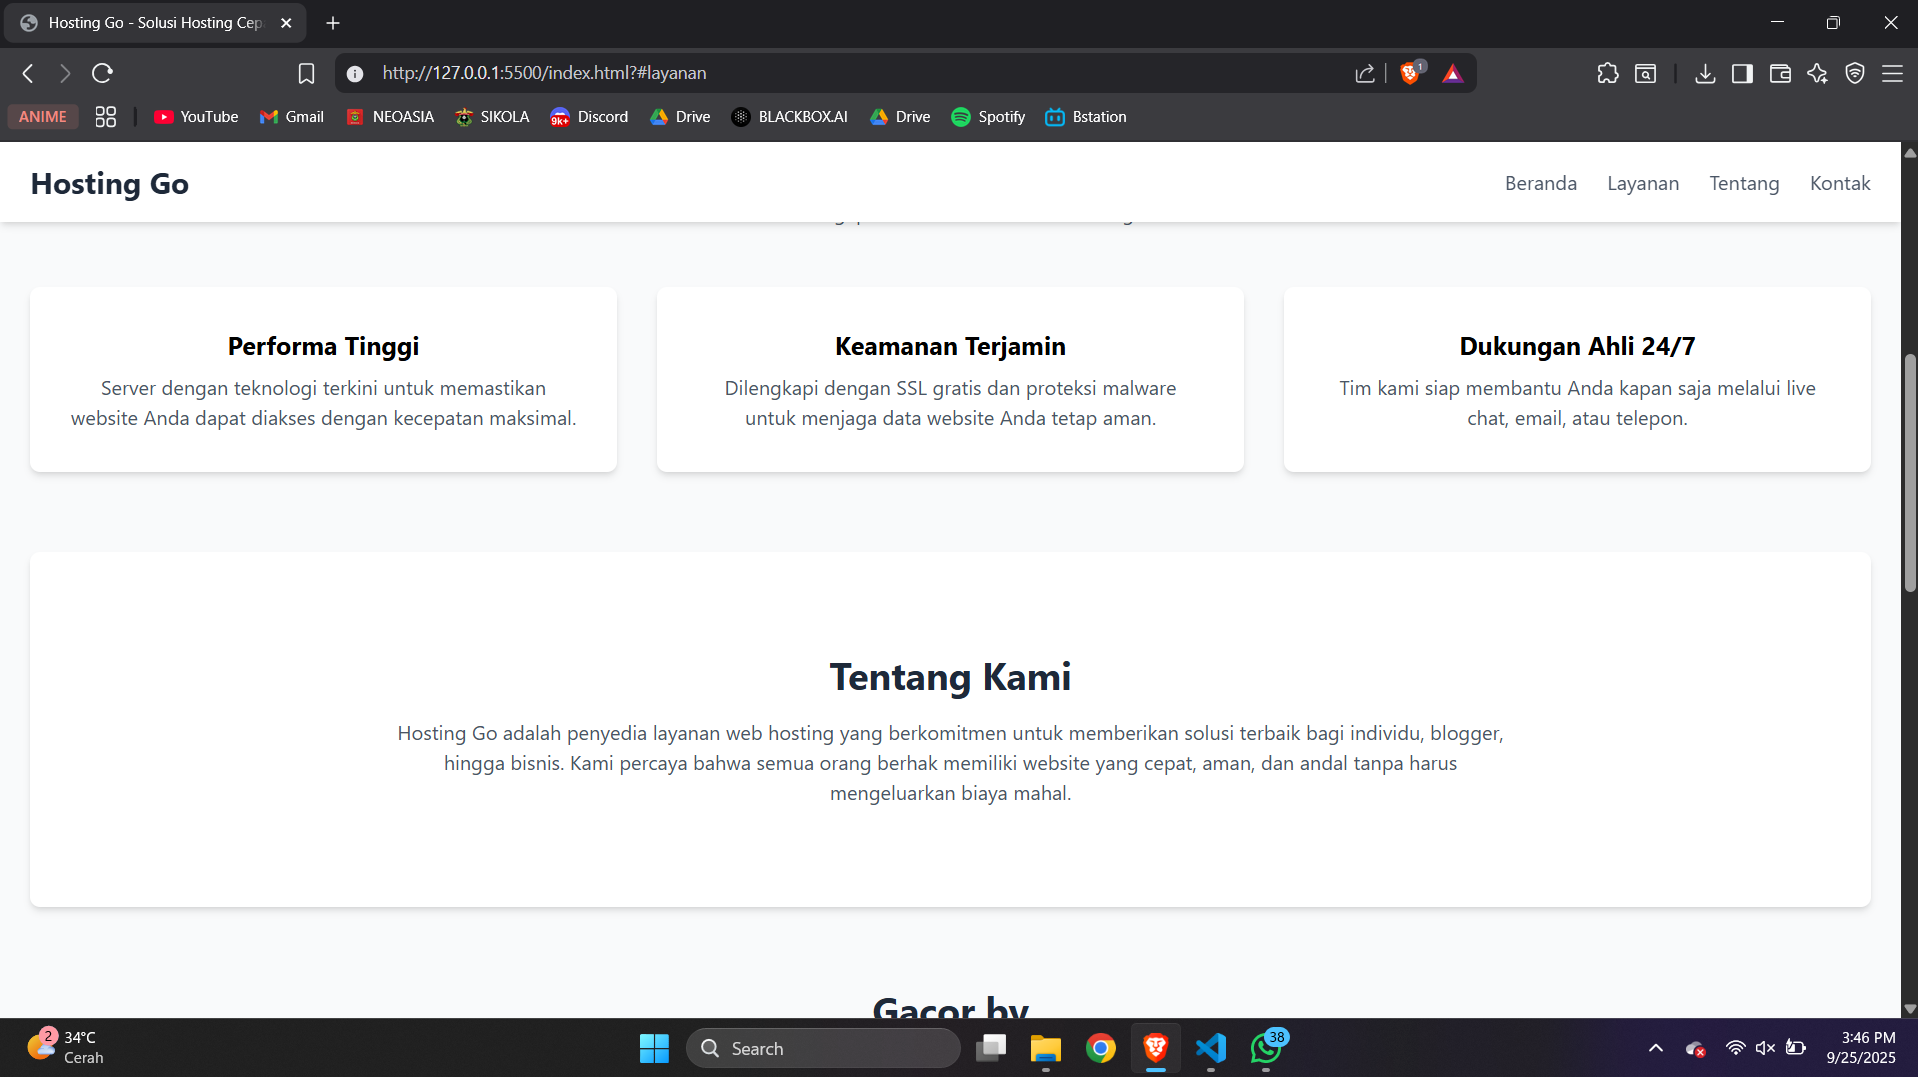 Hosting Go - Solusi Hosting Cep
http://127.0.0.1:5500/index.html?#layanan
1
ANIME
YouTube
Gmail
NEOASIA
SIKOLA
9K+
Discord
Drive
BLACKBOX.AI
Drive
Spotify
Bstation
Hosting Go
Beranda
Layanan
Tentang
Kontak
Performa Tinggi
Server dengan teknologi terkini untuk memastikan
website Anda dapat diakses dengan kecepatan maksimal.
Keamanan Terjamin
Dilengkapi dengan SSL gratis dan proteksi malware
untuk menjaga data website Anda tetap aman.
Dukungan Ahli 24/7
Tim kami siap membantu Anda kapan saja melalui live
chat, email, atau telepon.
Tentang Kami
Hosting Go adalah penyedia layanan web hosting yang berkomitmen untuk memberikan solusi terbaik bagi individu, blogger,
hingga bisnis. Kami percaya bahwa semua orang berhak memiliki website yang cepat, aman, dan andal tanpa harus
mengeluarkan biaya mahal.
Gacor by
2
34°C
Cerah
Search
38
3:46 PM
9/25/2025